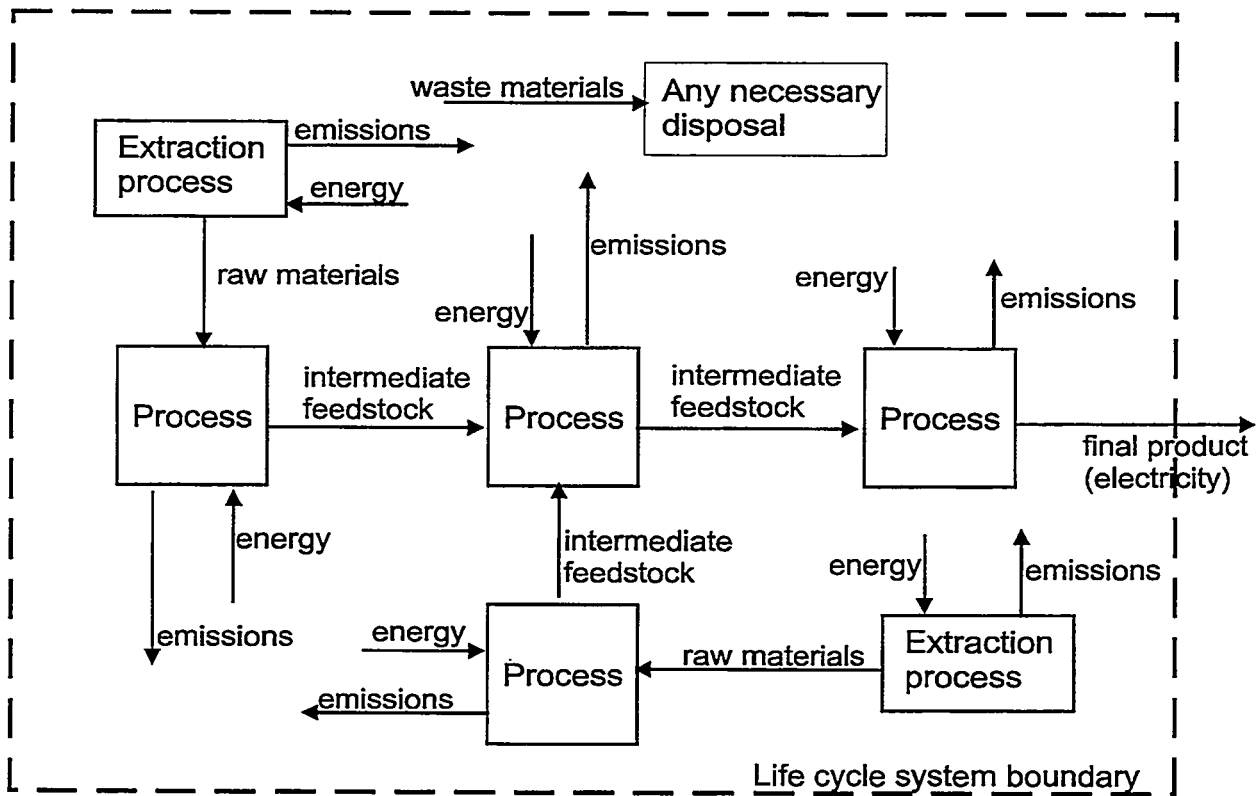 waste materials
Any necessary
disposal
Extraction
process
emissions
energy
raw materials
energy
emissions
energy
emissions
Process
intermediate
feedstock
Process
intermediate
feedstock
Process
final product
(electricity)
energy
emissions
intermediate
feedstock
energy
emissions
Process
raw materials
Extraction
process
energy
emissions
Life cycle system boundary